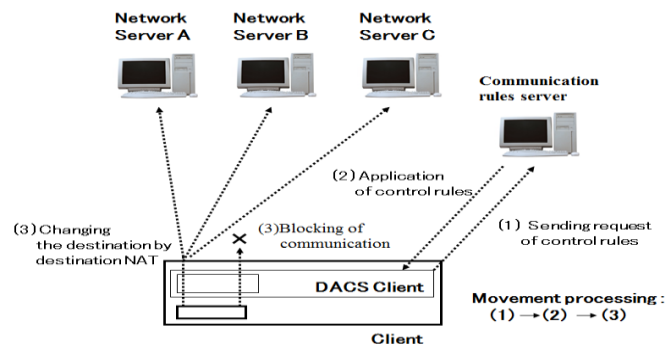 Network
Server A
Network
Server B
Network
Server C
Communication
rules server
(2) Application
of control rules
(3) Changing
the destination by
destination NAT
(3)Blocking of
communication
(1) Sending request
of control rules
DACS Client
Client
Movement processing :
(1) →(2) →(3)